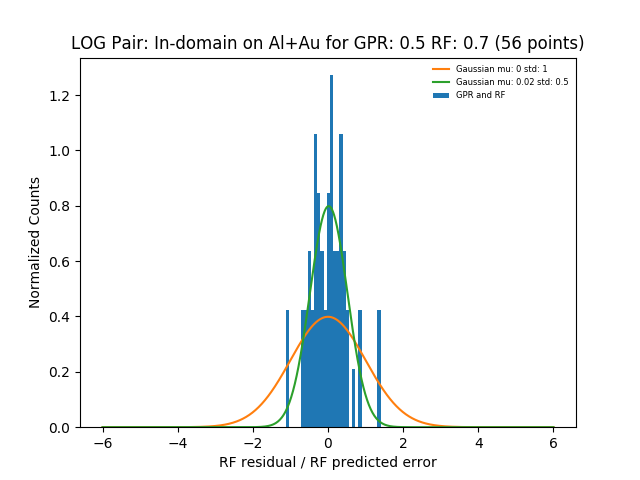 LOG Pair: In-domain on Al+Au for GPR: 0.5 RF: 0.7 (56 points)
Gaussian mu: 0 std: 1
Gaussian mu: 0.02 std: 0.5
GPR and RF
Normalized Counts
1.2
1.0
0.8
0.6
0.4
0.2
0.0
−6 −4 −2 0 2 4 6
RF residual / RF predicted error